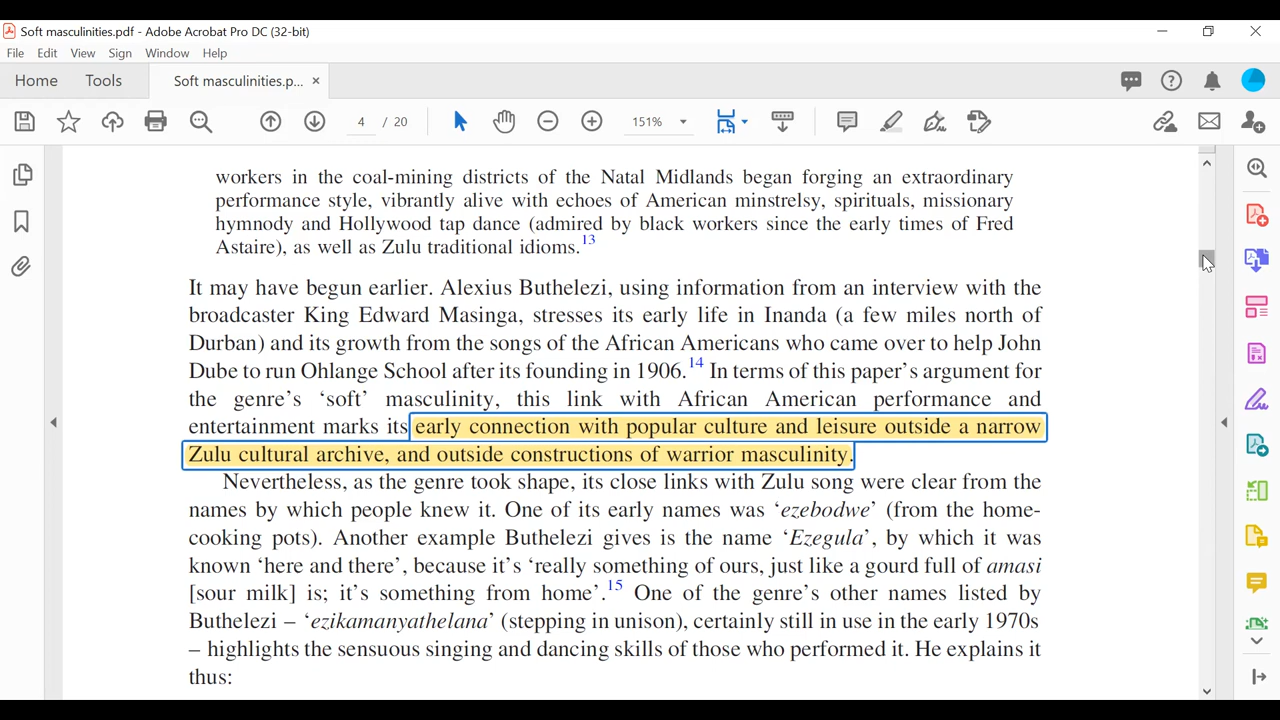 Soft masculinities.pdf - Adobe Acrobat Pro DC (32-bit)
File Edit View Sign Window Help
Home Tools Soft masculinities.p... ×
4 / 20 151%
workers in the coal-mining districts of the Natal Midlands began forging an extraordinary
performance style, vibrantly alive with echoes of American minstrelsy, spirituals, missionary
hymnody and Hollywood tap dance (admired by black workers since the early times of Fred
Astaire), as well as Zulu traditional idioms.13
It may have begun earlier. Alexius Buthelezi, using information from an interview with the
broadcaster King Edward Masinga, stresses its early life in Inanda (a few miles north of
Durban) and its growth from the songs of the African Americans who came over to help John
Dube to run Ohlange School after its founding in 1906.14 In terms of this paper's argument for
the genre's 'soft' masculinity, this link with African American performance and
entertainment marks its early connection with popular culture and leisure outside a narrow
Zulu cultural archive, and outside constructions of warrior masculinity.
Nevertheless, as the genre took shape, its close links with Zulu song were clear from the
names by which people knew it. One of its early names was 'ezebodwe' (from the home-
cooking pots). Another example Buthelezi gives is the name 'Ezegula', by which it was
known 'here and there', because it's 'really something of ours, just like a gourd full of amasi
[sour milk] is; it's something from home'.15 One of the genre's other names listed by
Buthelezi – 'ezikamanyathelana' (stepping in unison), certainly still in use in the early 1970s
– highlights the sensuous singing and dancing skills of those who performed it. He explains it
thus: